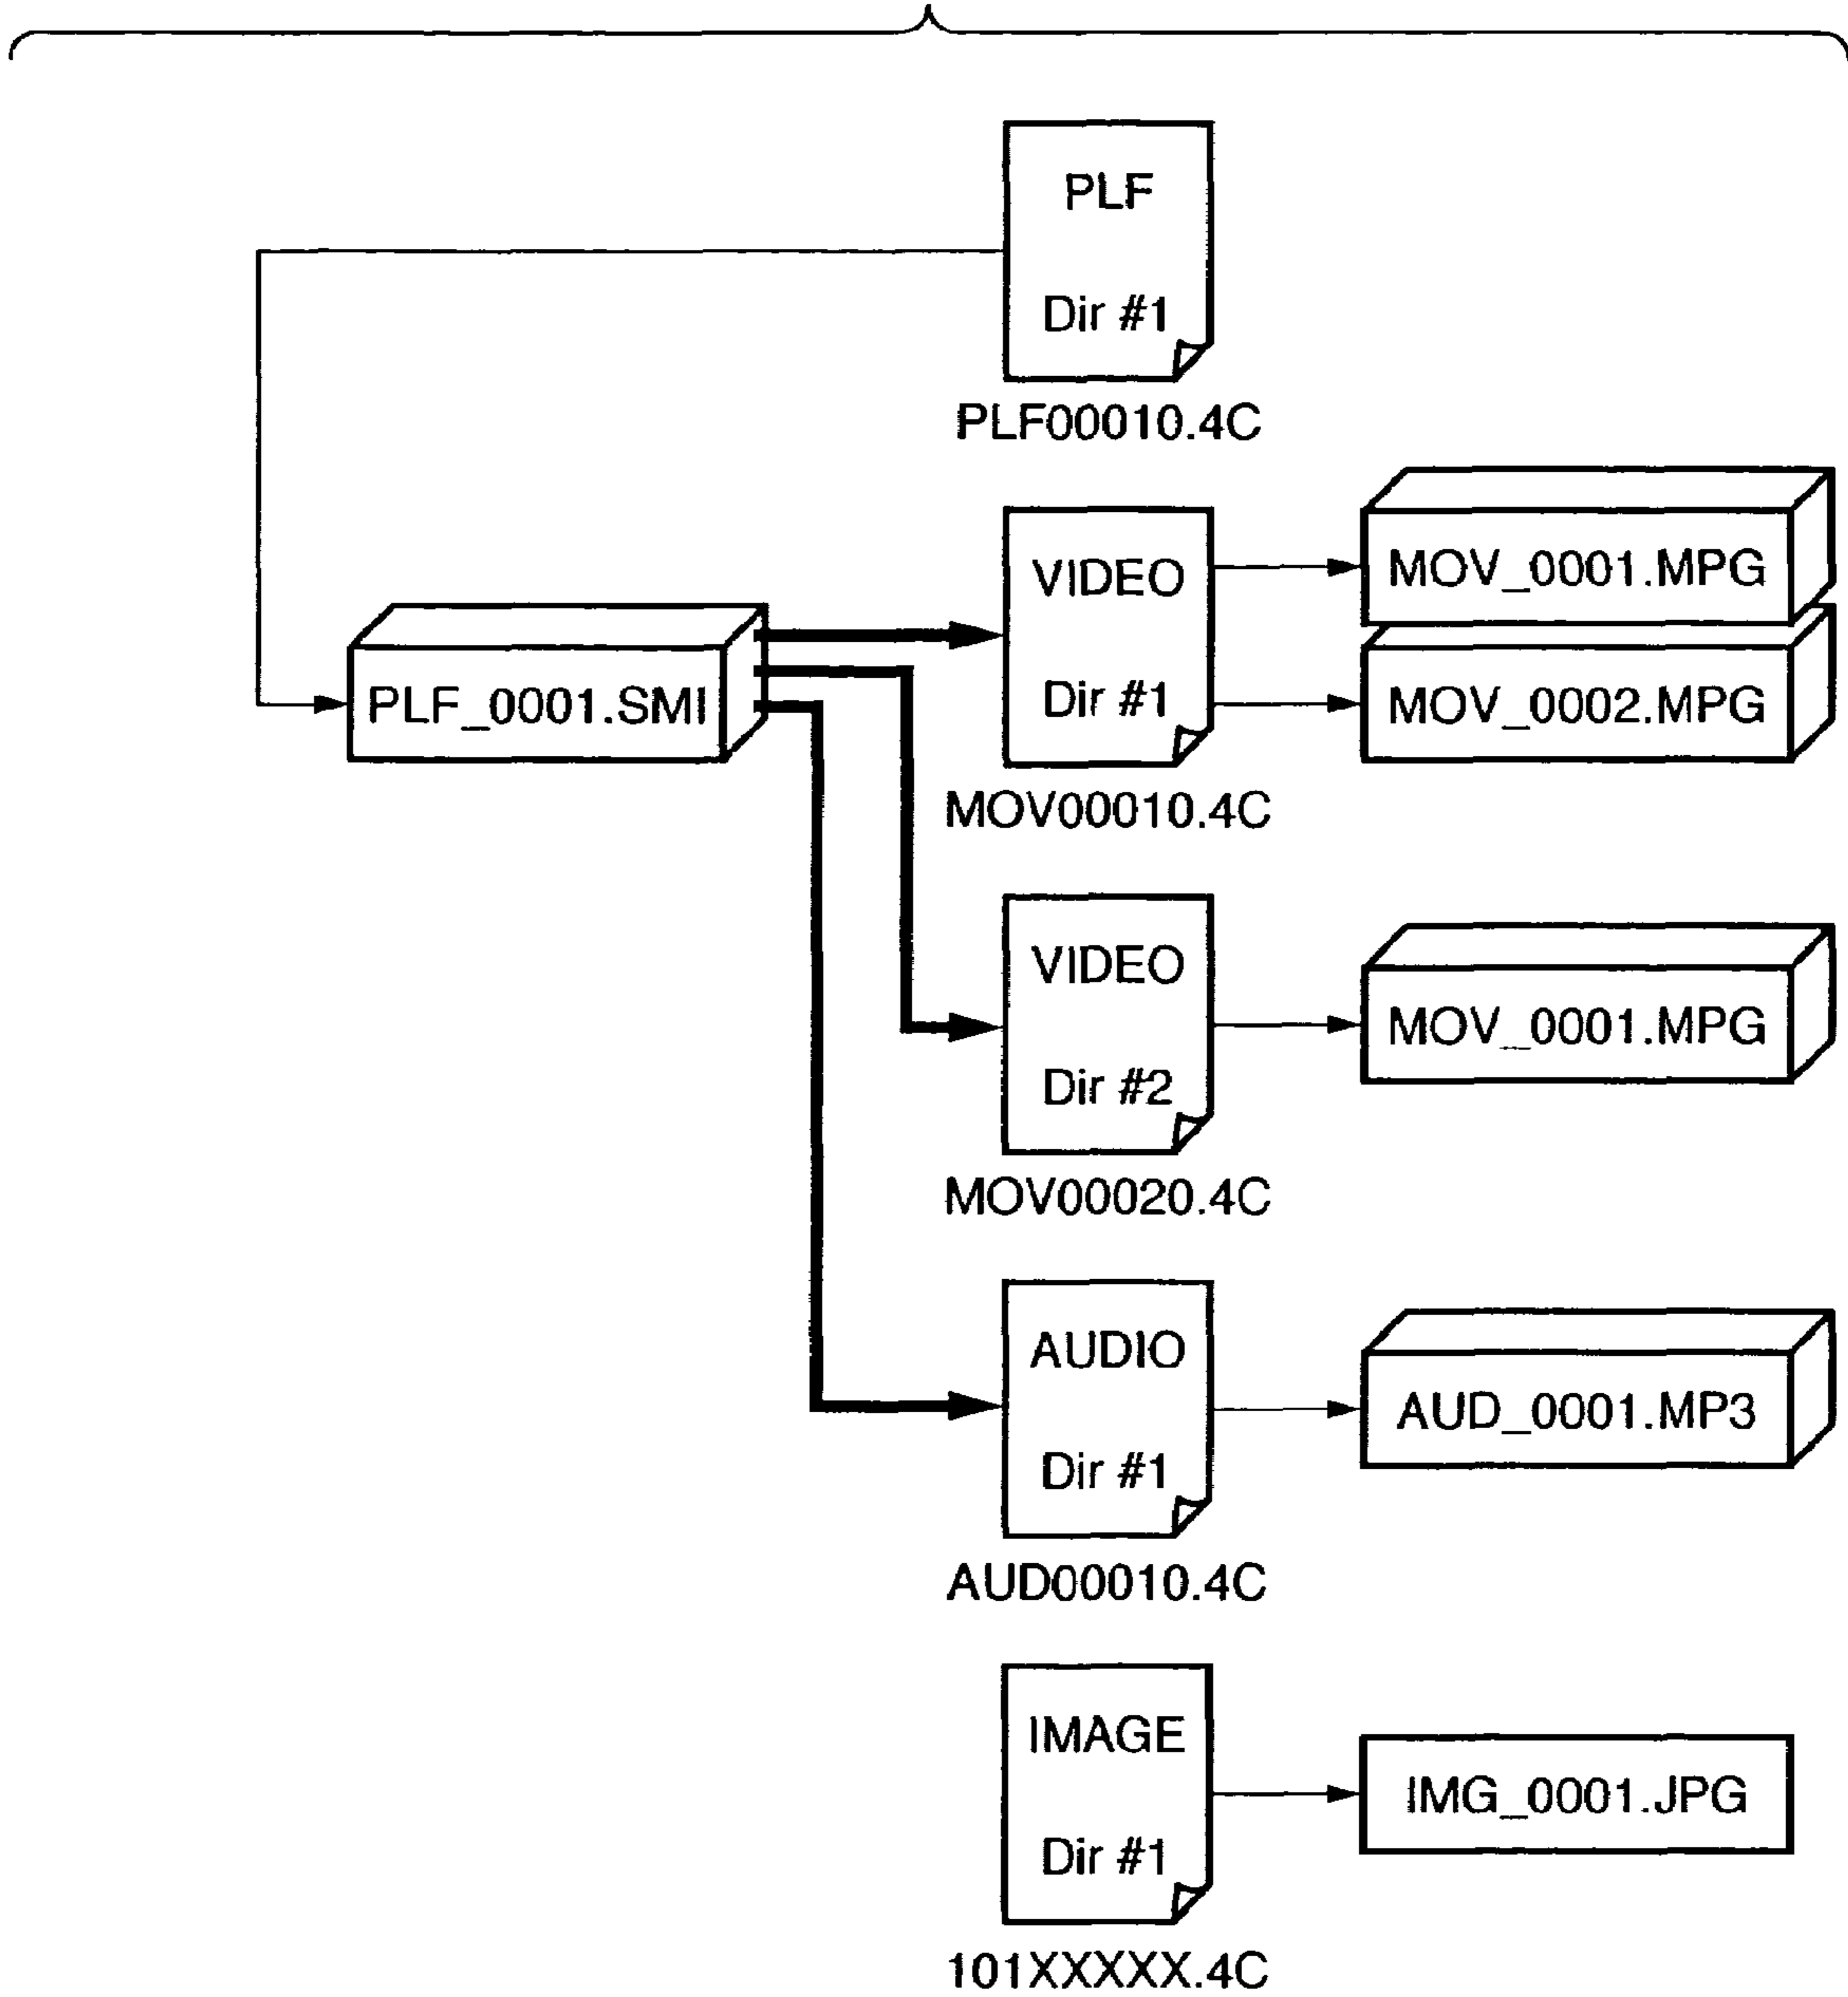 PLF
Dir #1
PLF00010.4C
VIDEO
Dir #1
MOV00010.4C
MOV_0001.MPG
MOV_0002.MPG
PLF_0001.SMI
VIDEO
Dir #2
MOV00020.4C
MOV_0001.MPG
AUDIO
Dir #1
AUD00010.4C
AUD_0001.MP3
IMAGE
Dir #1
101XXXXX.4C
IMG_0001.JPG